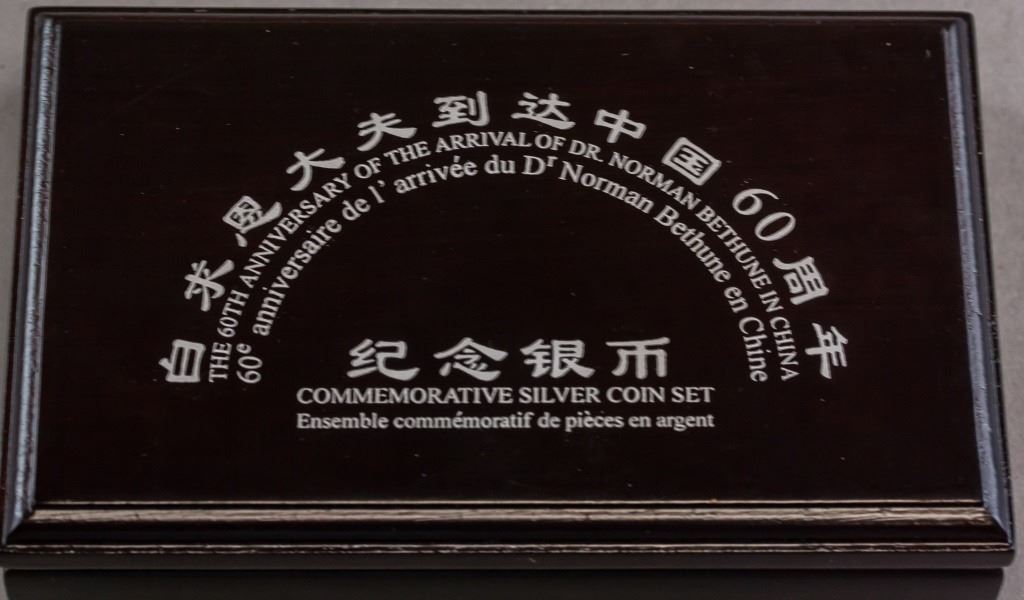 白求恩大夫到达中国60周年
THE 60TH ANNIVERSARY OF THE ARRIVAL OF DR. NORMAN BETHUNE IN CHINA
60e anniversaire de l' arrivée du Dr Norman Bethune en Chine
纪念银币
COMMEMORATIVE SILVER COIN SET
Ensemble commémoratif de pièces en argent